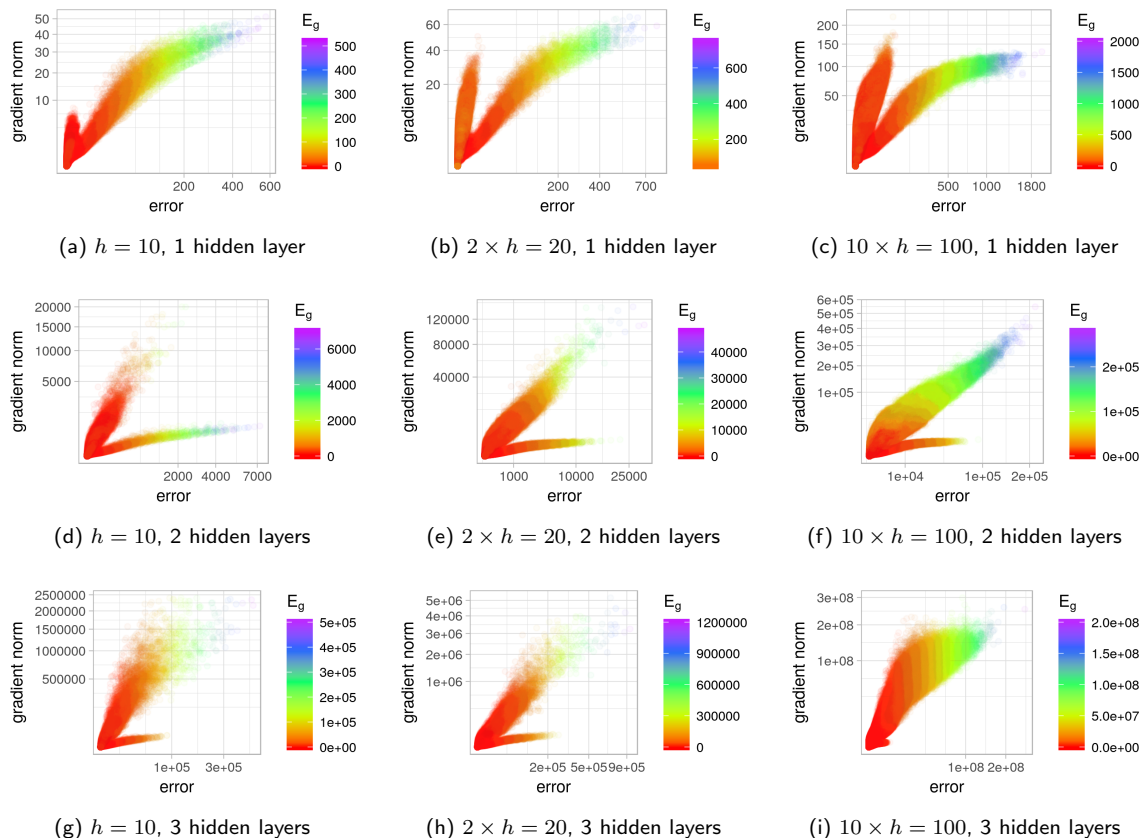 gradient norm
50
40
30
20
10
200 400 600
error
E_g
500
400
300
200
100
0
(a) h = 10, 1 hidden layer
gradient norm
60
40
20
200 400 700
error
E_g
600
400
200
(b) 2 × h = 20, 1 hidden layer
gradient norm
200
150
100
50
500 1000 1800
error
E_g
2000
1500
1000
500
0
(c) 10 × h = 100, 1 hidden layer
gradient norm
20000
15000
10000
5000
2000 4000 7000
error
E_g
6000
4000
2000
0
(d) h = 10, 2 hidden layers
gradient norm
120000
80000
40000
1000 10000 25000
error
E_g
40000
30000
20000
10000
0
(e) 2 × h = 20, 2 hidden layers
gradient norm
6e+05
5e+05
4e+05
3e+05
2e+05
1e+05
1e+04 1e+05 2e+05
error
E_g
2e+05
1e+05
0e+00
(f) 10 × h = 100, 2 hidden layers
gradient norm
2500000
1500000
1000000
500000
1e+05 3e+05
error
E_g
5e+05
4e+05
3e+05
2e+05
1e+05
0e+00
(g) h = 10, 3 hidden layers
gradient norm
5e+06
4e+06
3e+06
2e+06
1e+06
2e+05 5e+059e+05
error
E_g
1200000
900000
600000
300000
0
(h) 2 × h = 20, 3 hidden layers
gradient norm
3e+08
2e+08
1e+08
1e+08 2e+08
error
E_g
2.0e+08
1.5e+08
1.0e+08
5.0e+07
0.0e+00
(i) 10 × h = 100, 3 hidden layers